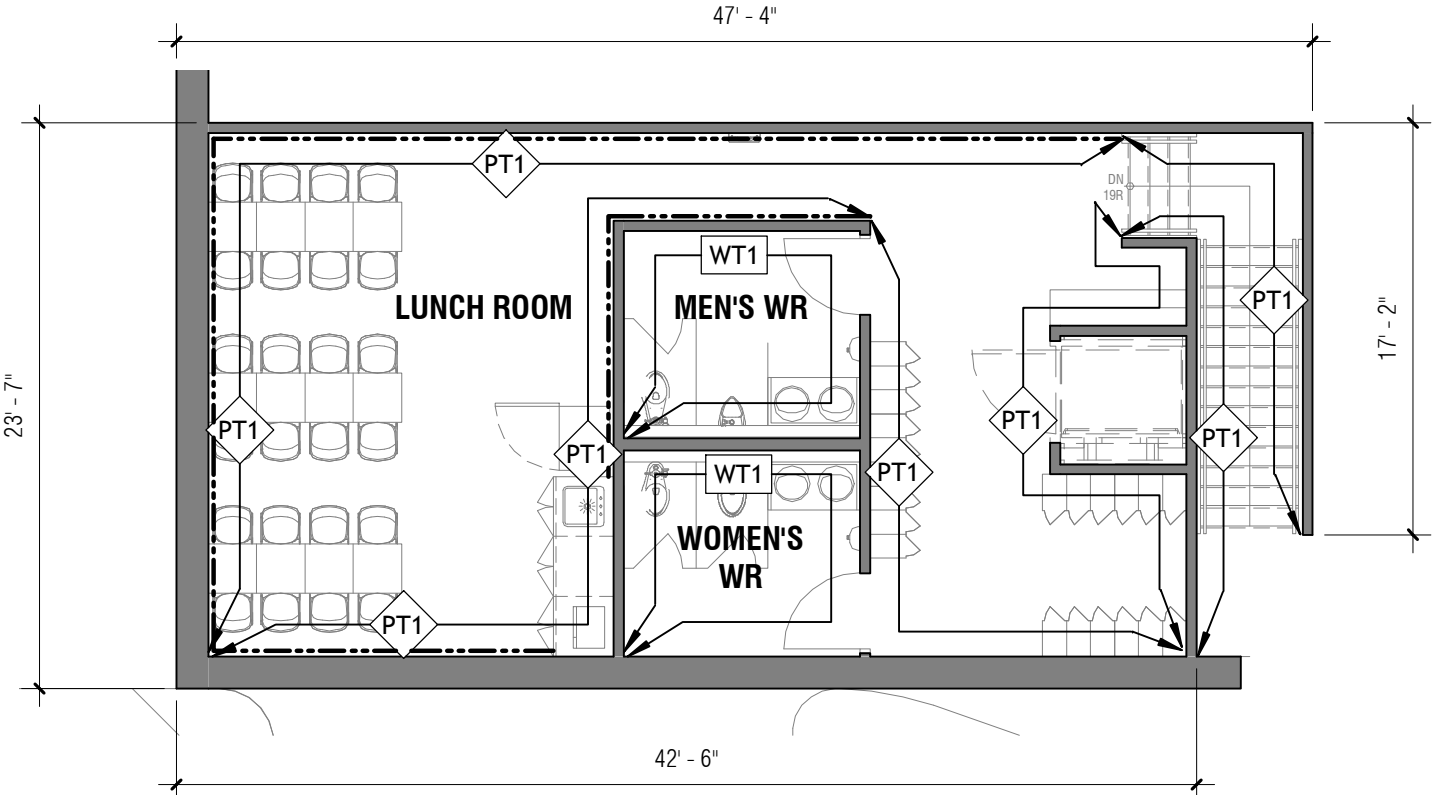 47' - 4"
PT1
DN
19R
WT1
LUNCH ROOM
MEN'S WR
PT1
17' - 2"
23' - 7"
PT1
PT1
PT1
PT1
PT1
WT1
WOMEN'S
WR
PT1
42' - 6"